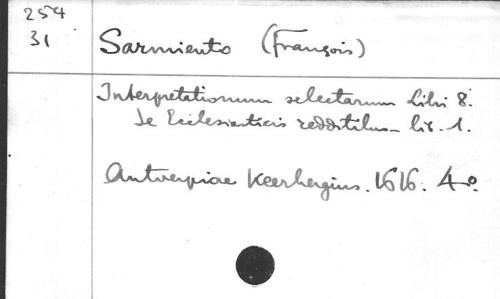 254
31
Sarmiento (François)
Interpretationum selectarum Libri 8.
De Ecclesiasticis redditibus lib. 1.
Antverpiae Keerbergius. 1616. 4o.